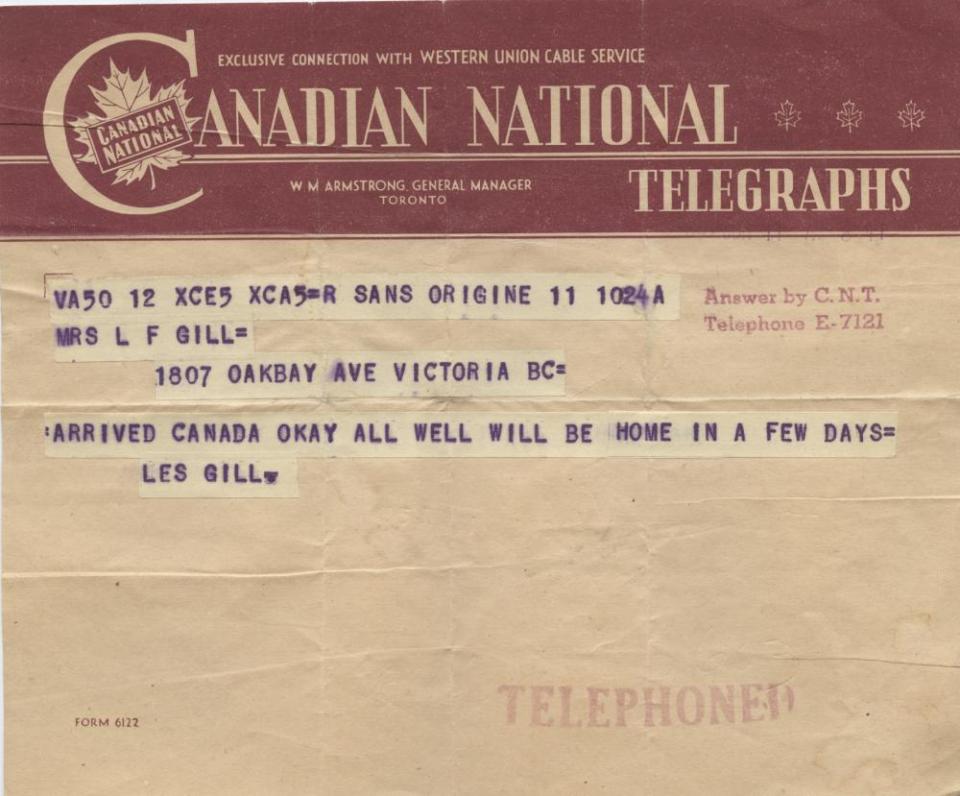 EXCLUSIVE CONNECTION WITH WESTERN UNION CABLE SERVICE
CANADIAN NATIONAL
CANADIAN NATIONAL
W M ARMSTRONG, GENERAL MANAGER
TORONTO
TELEGRAPHS
VA50 12 XCE5 XCA5=R SANS ORIGINE 11 1024A
Answer by C.N.T.
Telephone E-7121
MRS L F GILL=
1807 OAKBAY AVE VICTORIA BC=
:ARRIVED CANADA OKAY ALL WELL WILL BE HOME IN A FEW DAYS=
LES GILL
TELEPHONED
FORM 6122